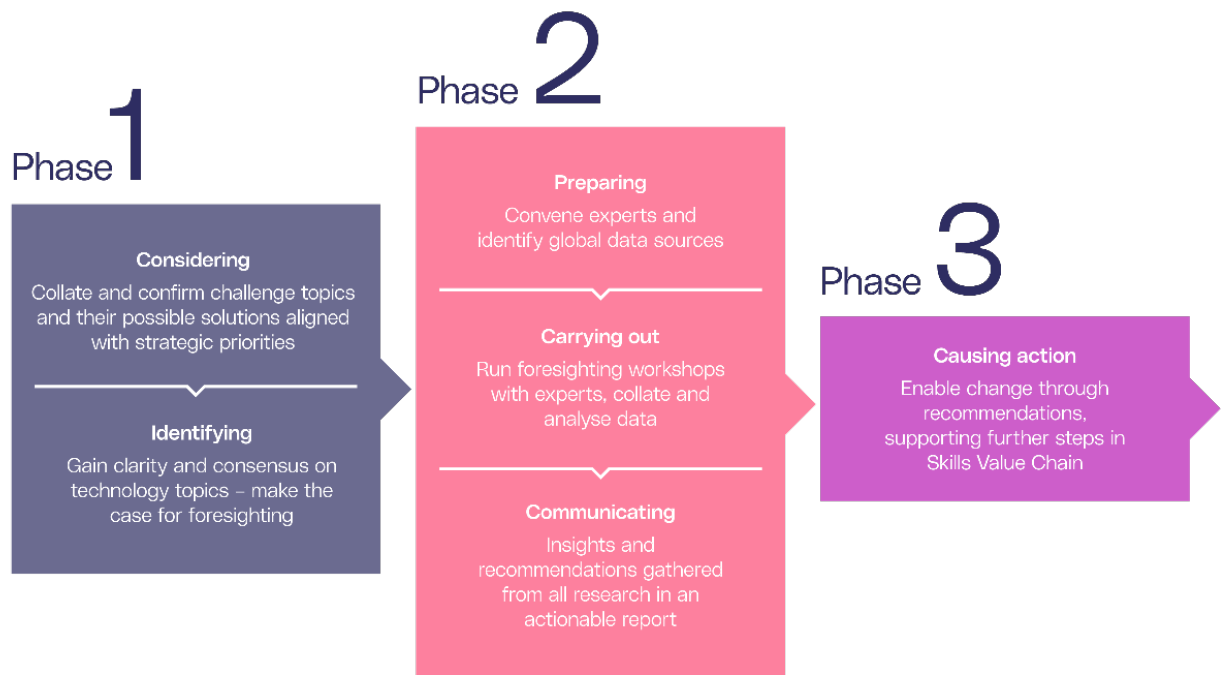 Phase 1
Considering
Collate and confirm challenge topics
and their possible solutions aligned
with strategic priorities
Identifying
Gain clarity and consensus on
technology topics – make the
case for foresighting
Phase 2
Preparing
Convene experts and
identify global data sources
Carrying out
Run foresighting workshops
with experts, collate and
analyse data
Communicating
Insights and
recommendations gathered
from all research in an
actionable report
Phase 3
Causing action
Enable change through
recommendations,
supporting further steps in
Skills Value Chain